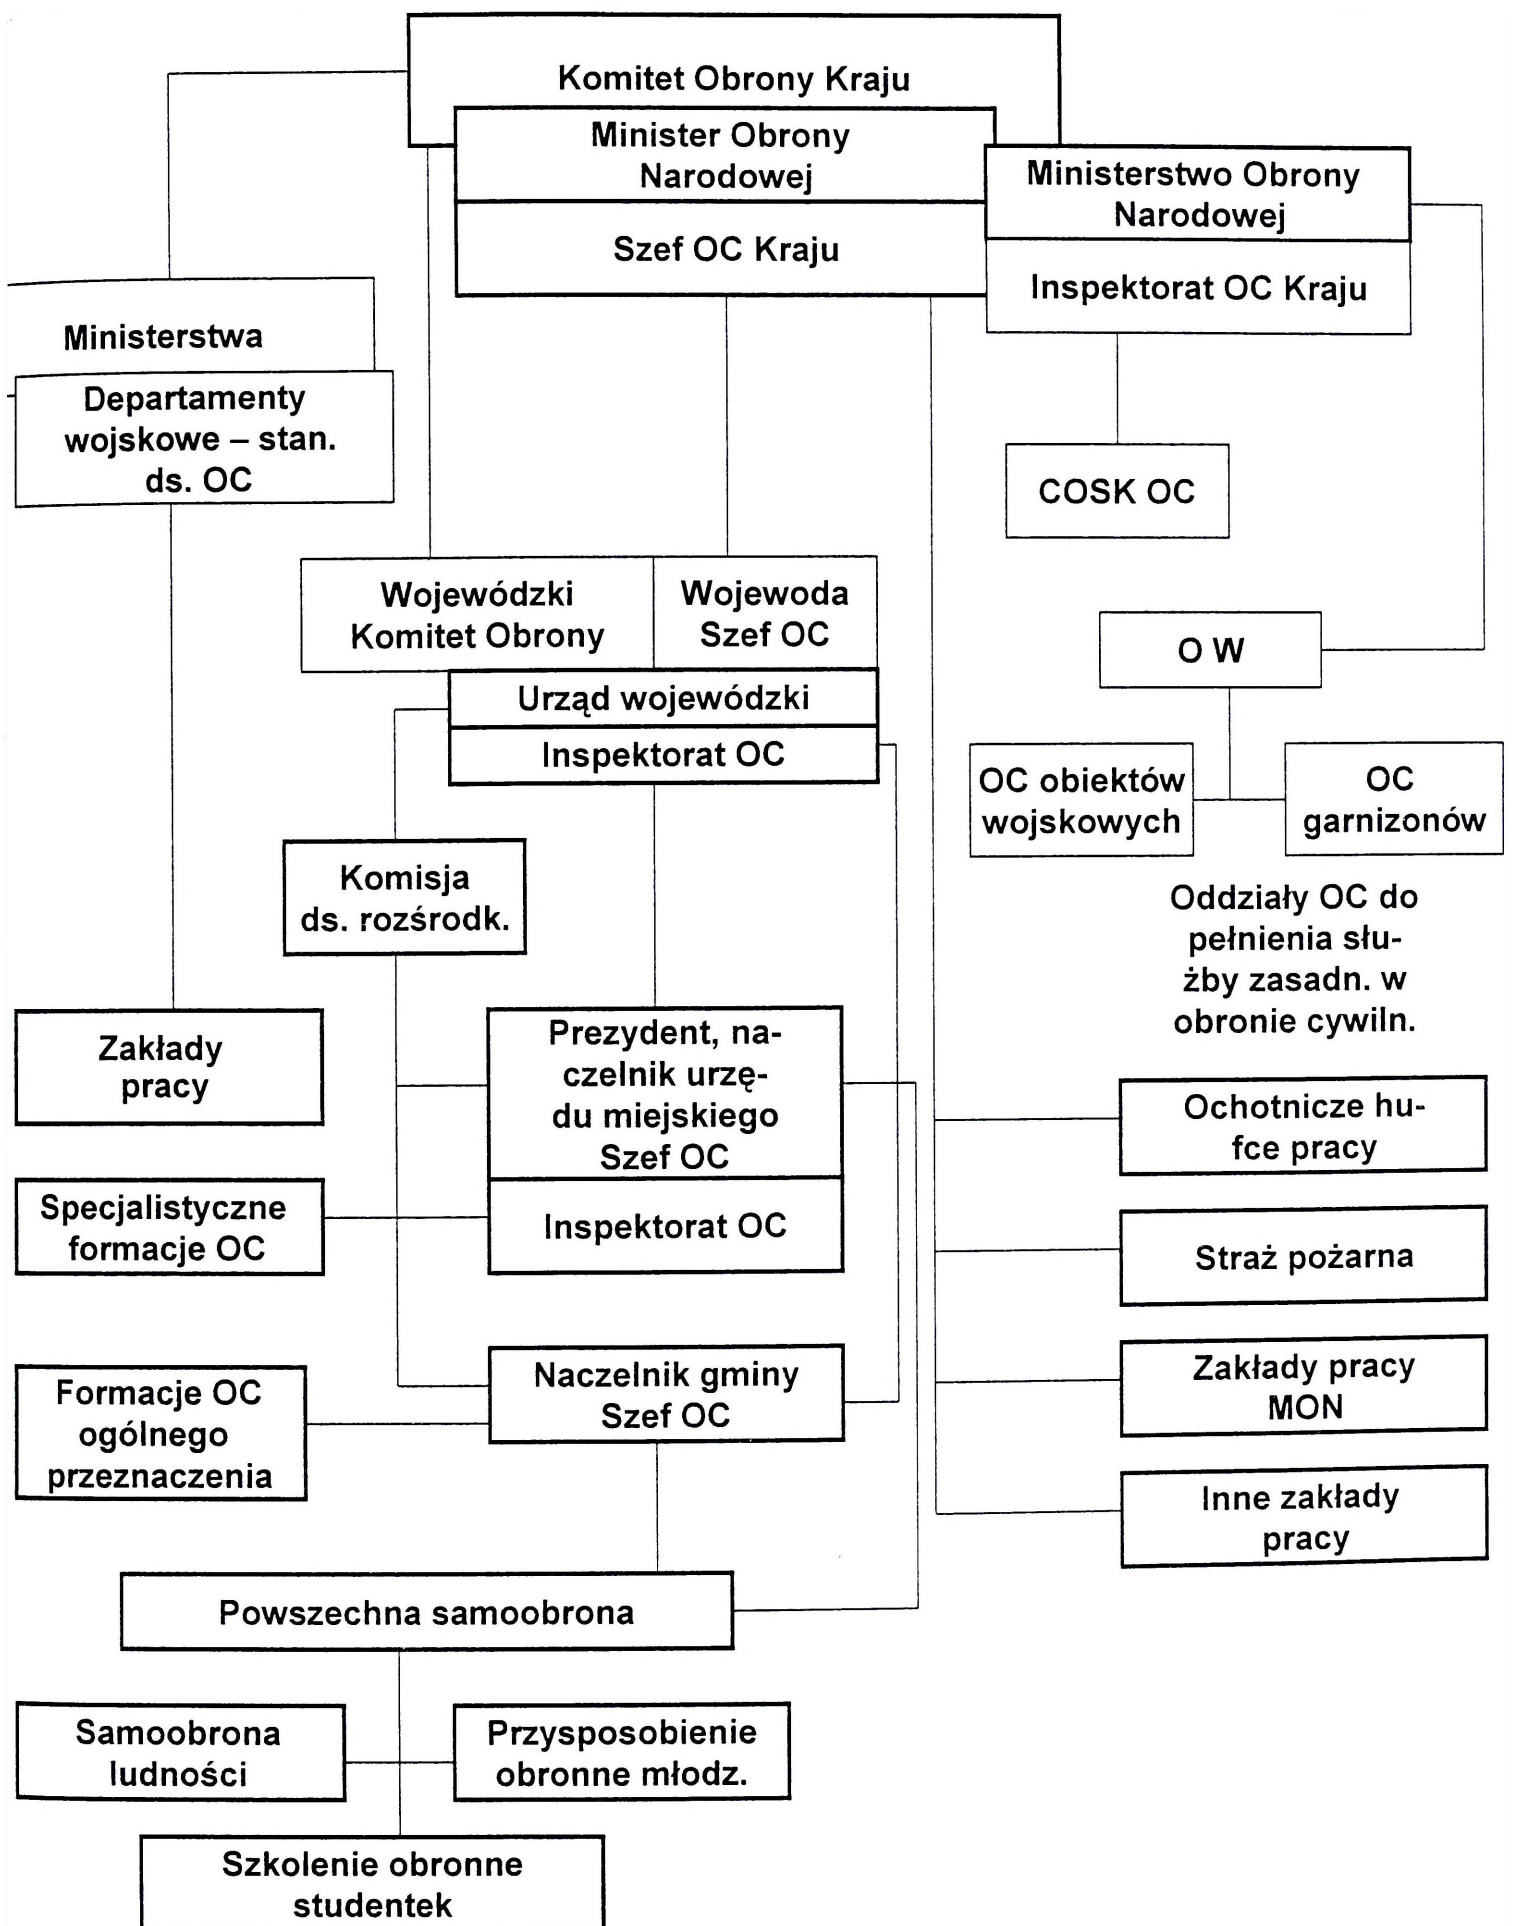 Komitet Obrony Kraju
Minister Obrony
Narodowej
Szef OC Kraju
Ministerstwo Obrony
Narodowej
Inspektorat OC Kraju
Ministerstwa
Departamenty
wojskowe – stan.
ds. OC
COSK OC
Wojewódzki
Komitet Obrony
Wojewoda
Szef OC
O W
Urząd wojewódzki
Inspektorat OC
OC obiektów
wojskowych
OC
garnizonów
Komisja
ds. rozśrodk.
Oddziały OC do
pełnienia słu-
żby zasadn. w
obronie cywiln.
Zakłady
pracy
Prezydent, na-
czelnik urzę-
du miejskiego
Szef OC
Inspektorat OC
Ochotnicze hu-
fce pracy
Specjalistyczne
formacje OC
Straż pożarna
Formacje OC
ogólnego
przeznaczenia
Naczelnik gminy
Szef OC
Zakłady pracy
MON
Inne zakłady
pracy
Powszechna samoobrona
Samoobrona
ludności
Przysposobienie
obronne młodz.
Szkolenie obronne
studentek